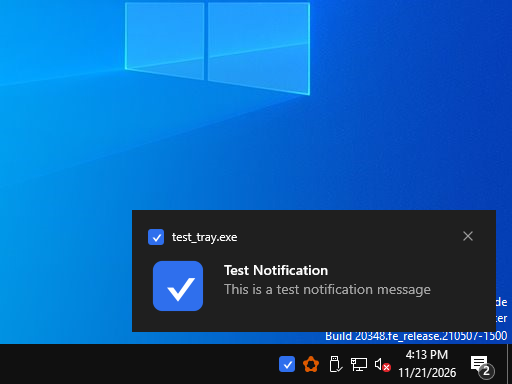 test_tray.exe
Test Notification
This is a test notification message
Build 20348.fe_release.210507-1500
4:13 PM
11/21/2026
2